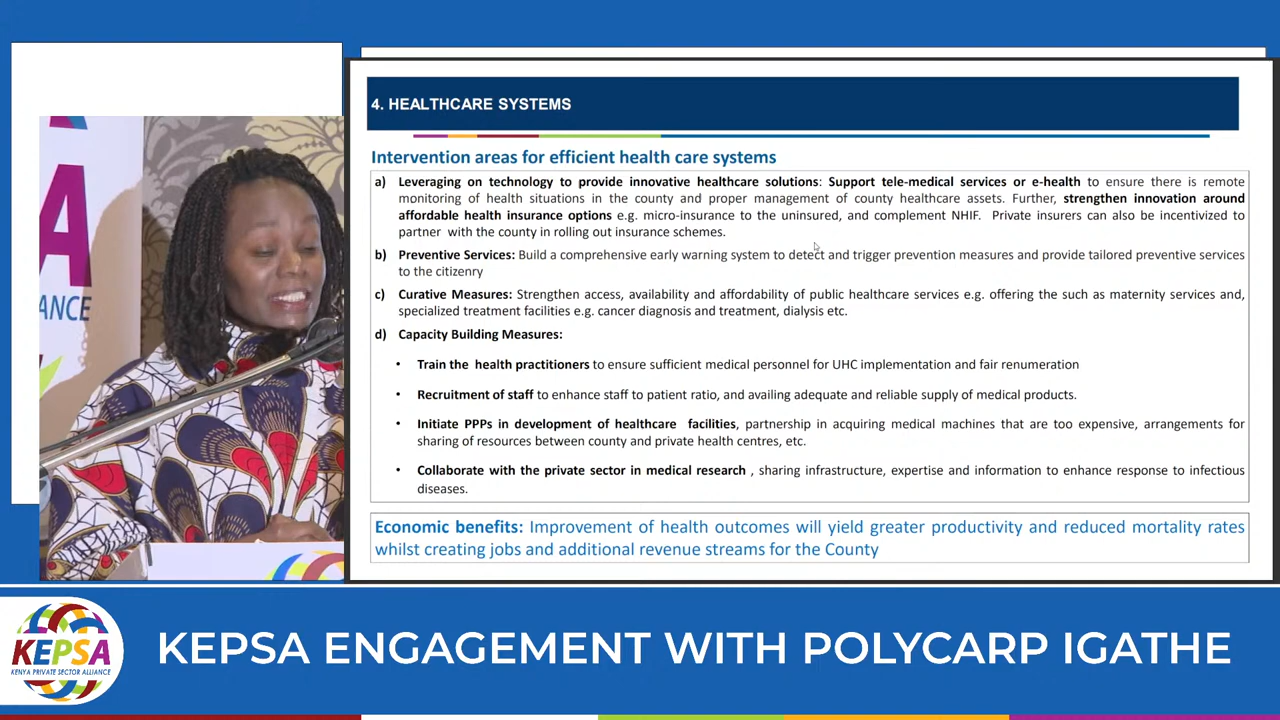 A
ANCE
4. HEALTHCARE SYSTEMS
Intervention areas for efficient health care systems
a) Leveraging on technology to provide innovative healthcare solutions: Support tele-medical services or e-health to ensure there is remote
monitoring of health situations in the county and proper management of county healthcare assets. Further, strengthen innovation around
affordable health insurance options e.g. micro-insurance to the uninsured, and complement NHIF. Private insurers can also be incentivized to
partner with the county in rolling out insurance schemes.
b) Preventive Services: Build a comprehensive early warning system to detect and trigger prevention measures and provide tailored preventive services
to the citizenry
c) Curative Measures: Strengthen access, availability and affordability of public healthcare services e.g. offering the such as maternity services and,
specialized treatment facilities e.g. cancer diagnosis and treatment, dialysis etc.
d) Capacity Building Measures:
• Train the health practitioners to ensure sufficient medical personnel for UHC implementation and fair renumeration
• Recruitment of staff to enhance staff to patient ratio, and availing adequate and reliable supply of medical products.
• Initiate PPPs in development of healthcare facilities, partnership in acquiring medical machines that are too expensive, arrangements for
sharing of resources between county and private health centres, etc.
• Collaborate with the private sector in medical research , sharing infrastructure, expertise and information to enhance response to infectious
diseases.
Economic benefits: Improvement of health outcomes will yield greater productivity and reduced mortality rates
whilst creating jobs and additional revenue streams for the County
KEPSA
KENYA PRIVATE SECTOR ALLIANCE
KEPSA ENGAGEMENT WITH POLYCARP IGATHE